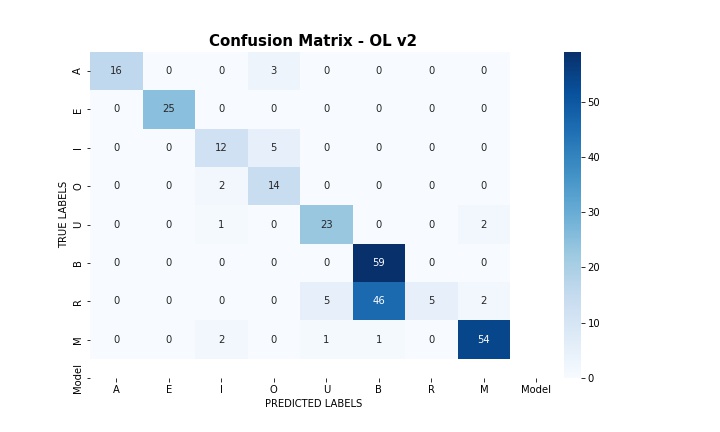 Confusion Matrix - OL v2
TRUE LABELS
A 16 0 0 3 0 0 0 0
E 0 25 0 0 0 0 0 0
I 0 0 12 5 0 0 0 0
O 0 0 2 14 0 0 0 0
U 0 0 1 0 23 0 0 2
B 0 0 0 0 0 59 0 0
R 0 0 0 0 5 46 5 2
M 0 0 2 0 1 1 0 54
Model
A E I O U B R M Model
PREDICTED LABELS
50
40
30
20
10
0